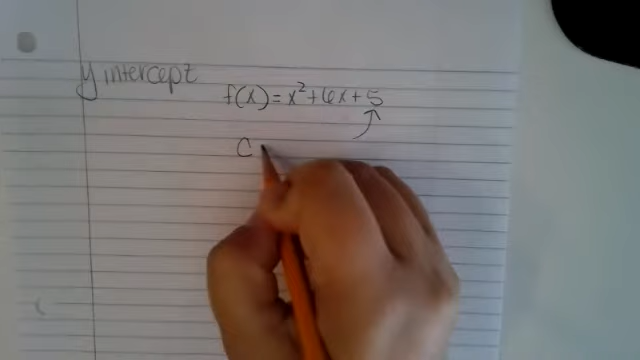 y intercept
f(x) = x² + 6x + 5
C